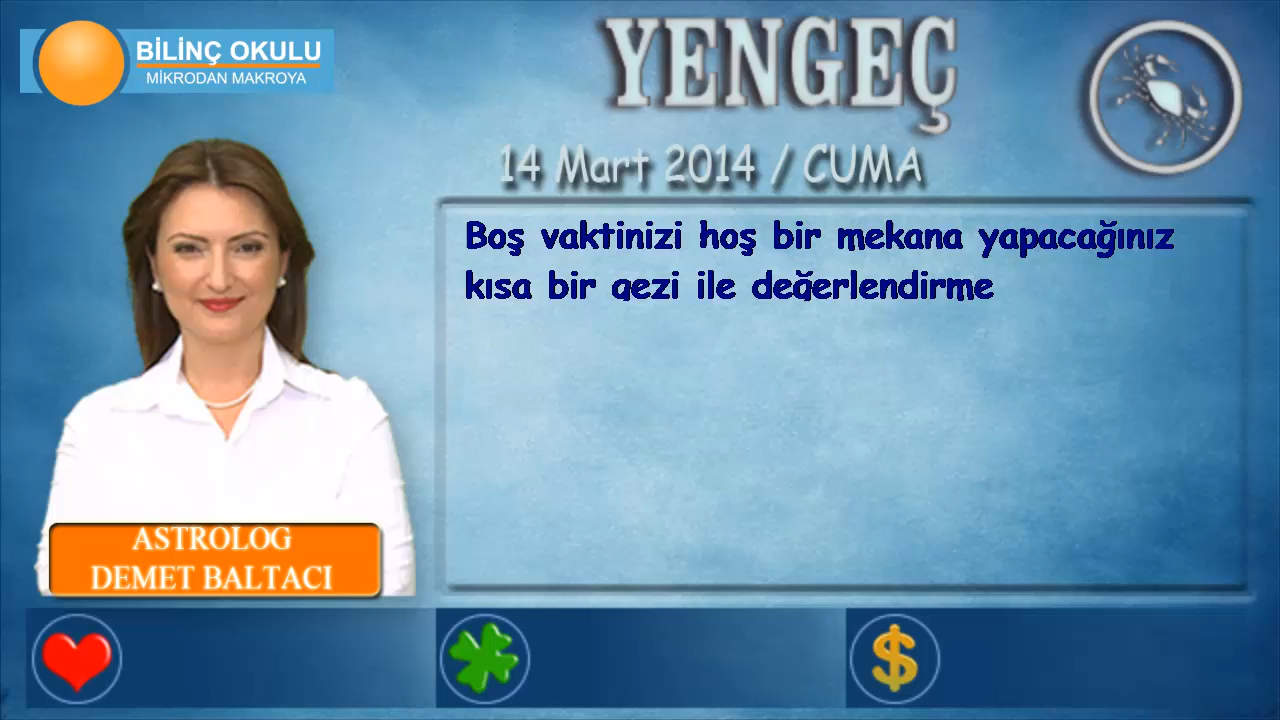 BİLİNÇ OKULU
MİKRODAN MAKROYA
YENGEÇ
14 Mart 2014 / CUMA
Boş vaktinizi hoş bir mekana yapacağınız
kısa bir gezi ile değerlendirme
ASTROLOG
DEMET BALTACI
$